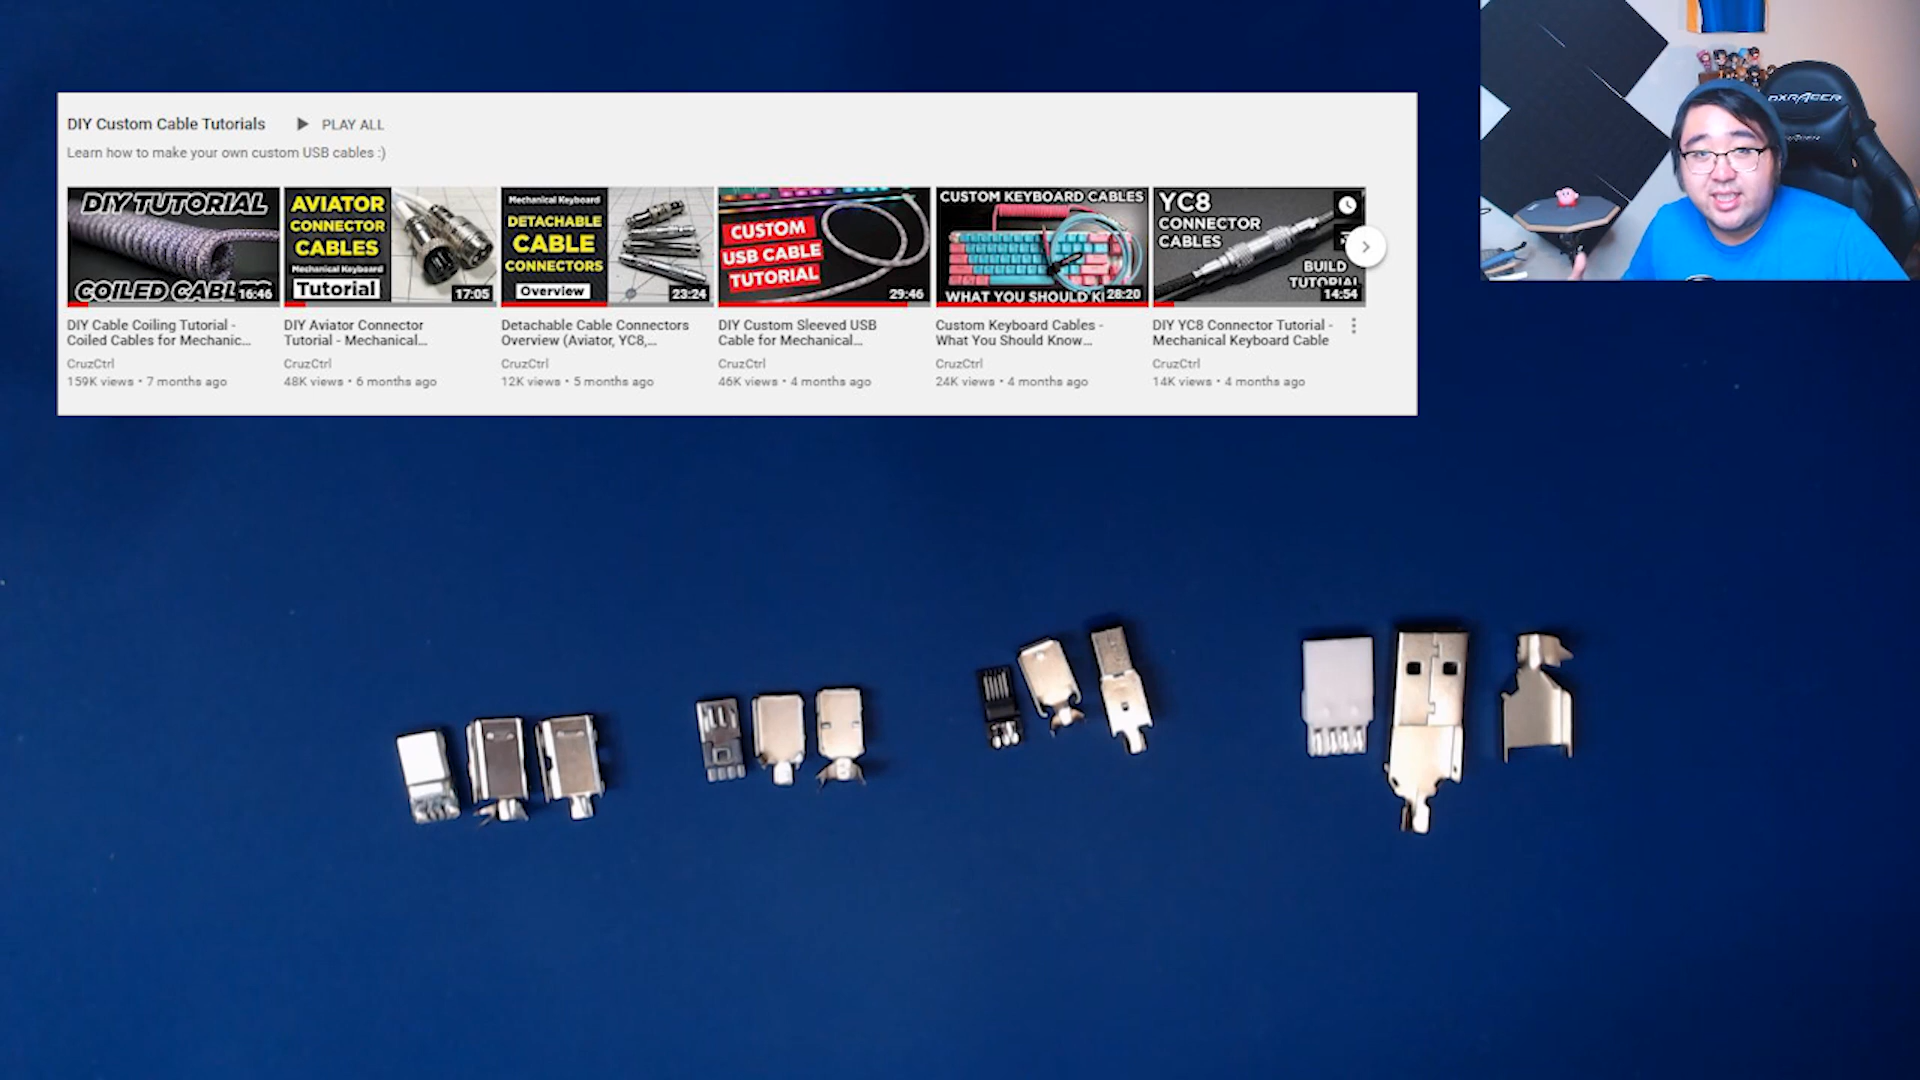 DIY Custom Cable Tutorials
PLAY ALL
Learn how to make your own custom USB cables :)
DIY TUTORIAL
COILED CABL
16:46
DIY Cable Coiling Tutorial -
Coiled Cables for Mechanic...
CruzCtrl
159K views • 7 months ago
AVIATOR
CONNECTOR
CABLES
Mechanical Keyboard
Tutorial
17:05
DIY Aviator Connector
Tutorial - Mechanical...
CruzCtrl
48K views • 6 months ago
Mechanical Keyboard
DETACHABLE
CABLE
CONNECTORS
Overview
23:24
Detachable Cable Connectors
Overview (Aviator, YC8,...
CruzCtrl
12K views • 5 months ago
CUSTOM
USB CABLE
TUTORIAL
29:46
DIY Custom Sleeved USB
Cable for Mechanical...
CruzCtrl
46K views • 4 months ago
CUSTOM KEYBOARD CABLES
WHAT YOU SHOULD K
28:20
Custom Keyboard Cables -
What You Should Know...
CruzCtrl
24K views • 4 months ago
YC8
CONNECTOR
CABLES
BUILD
TUTORIAL
14:54
DIY YC8 Connector Tutorial -
Mechanical Keyboard Cable
CruzCtrl
14K views • 4 months ago
DXRACER